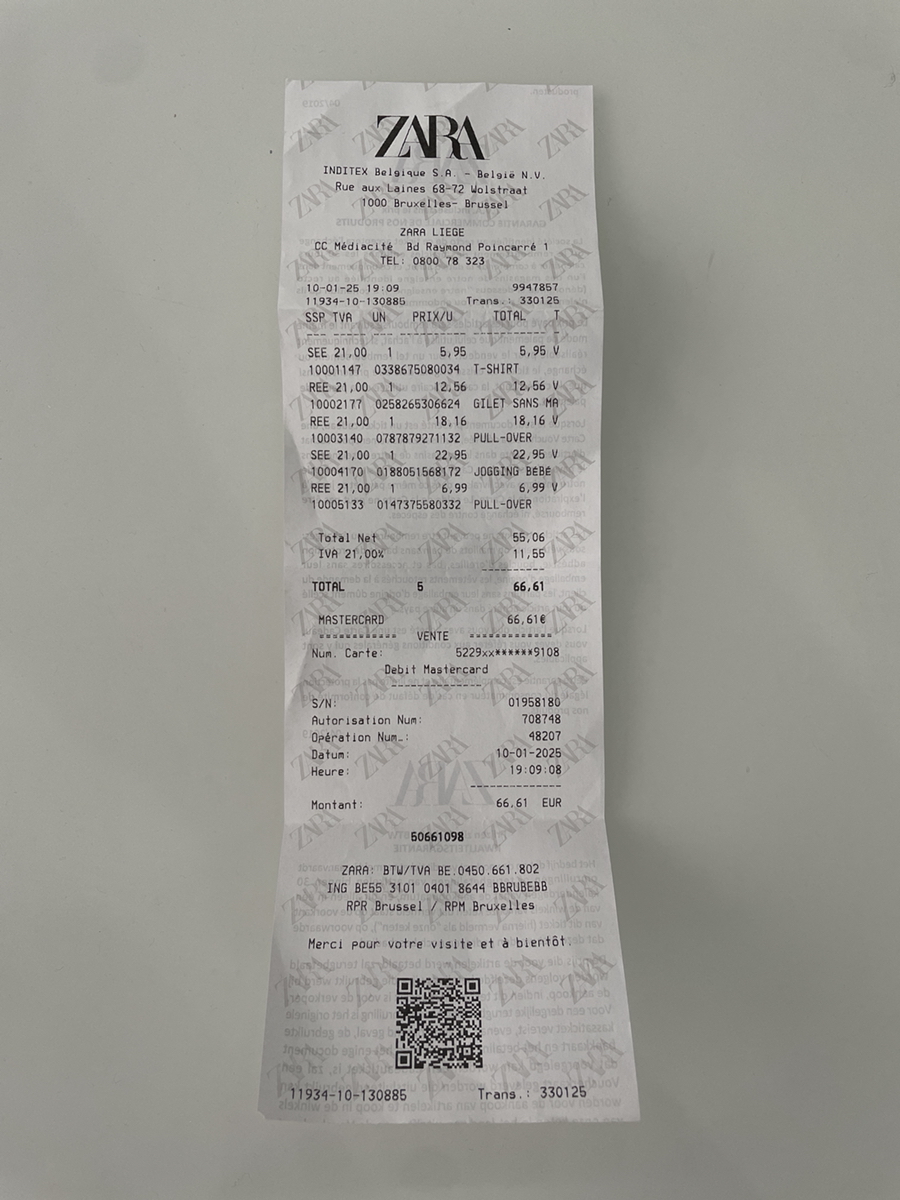 ZARA
INDITEX Belgique S.A. - België N.V.
Rue aux Laines 68-72 Wolstraat
1000 Bruxelles- Brussel
ZARA LIEGE
CC Médiacité Bd Raymond Poincarré 1
TEL: 0800 78 323
10-01-25 19:09 9947857
11934-10-130885 Trans.: 330125
SSP TVA UN PRIX/U TOTAL T
SEE 21,00 1 5,95 5,95 V
10001147 0338675080034 T-SHIRT
REE 21,00 1 12,56 12,56 V
10002177 0258265306624 GILET SANS MA
REE 21,00 1 18,16 18,16 V
10003140 0787879271132 PULL-OVER
SEE 21,00 1 22,95 22,95 V
10004170 0188051568172 JOGGING BÉBÉ
REE 21,00 1 6,99 6,99 V
10005133 0147375580332 PULL-OVER
Total Net 55,06
IVA 21,00% 11,55
TOTAL 5 66,61
MASTERCARD 66,61€
============ VENTE ============
Num. Carte: 5229xx******9108
Debit Mastercard
S/N: 01958180
Autorisation Num: 708748
Opération Num.: 48207
Datum: 10-01-2025
Heure: 19:09:08
Montant: 66.61 EUR
50661098
ZARA: BTW/TVA BE.0450.661.802
ING BE55 3101 0401 8644 BBRUBEBB
RPR Brussel / RPM Bruxelles
Merci pour votre visite et à bientôt.
11934-10-130885 Trans.: 330125